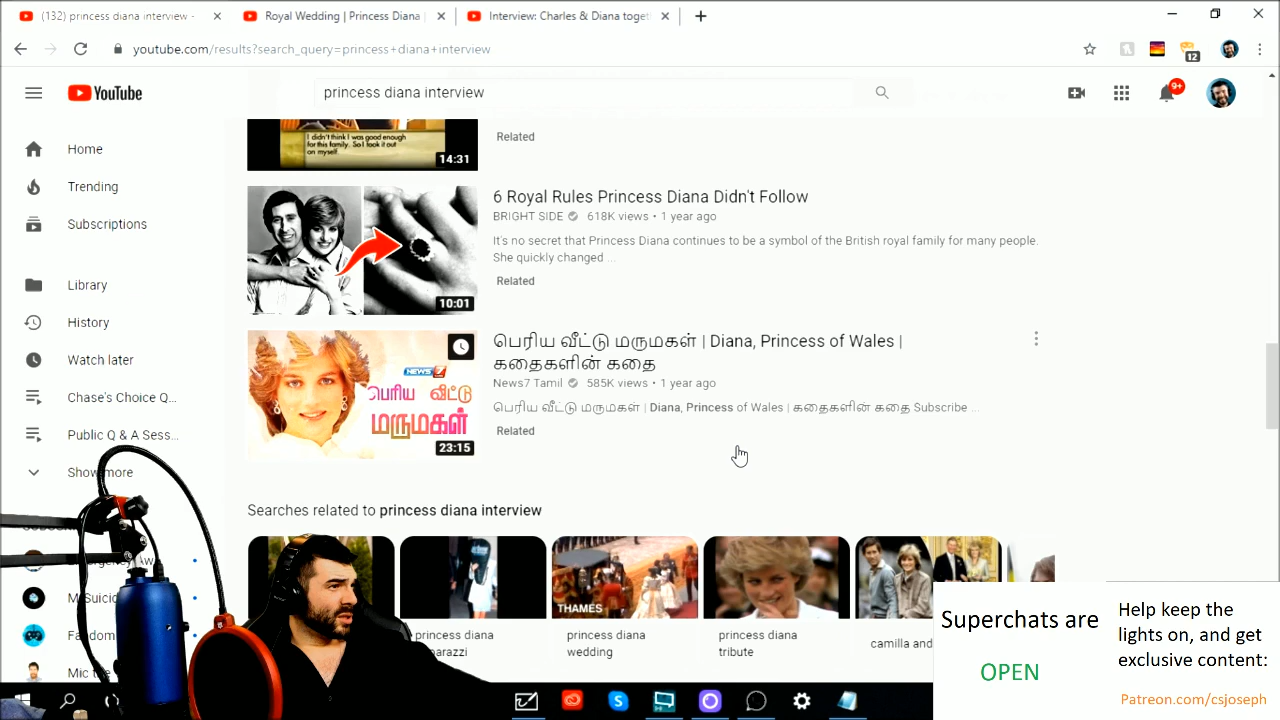 (132) princess diana interview -
Royal Wedding | Princess Diana |
Interview: Charles & Diana toget
youtube.com/results?search_query=princess+diana+interview
12
YouTube
princess diana interview
9+
Home
Trending
Subscriptions
Library
History
Watch later
Chase's Choice Q...
Public Q & A Sess...
Show more
I didn't think I was good enough
for this family. So I took it out
on myself.
14:31
Related
6 Royal Rules Princess Diana Didn't Follow
BRIGHT SIDE 618K views • 1 year ago
It's no secret that Princess Diana continues to be a symbol of the British royal family for many people.
She quickly changed ...
Related
10:01
பெரிய வீட்டு மருமகள் | Diana, Princess of Wales |
கதைகளின் கதை
News7 Tamil 585K views • 1 year ago
பெரிய வீட்டு மருமகள் | Diana, Princess of Wales | கதைகளின் கதை Subscribe ...
Related
NEWS 7
பெரிய வீட்டு
மருமகள்
23:15
Searches related to princess diana interview
THAMES
princess diana
princess diana
wedding
princess diana
tribute
camilla and
Superchats are
OPEN
Help keep the
lights on, and get
exclusive content:
Patreon.com/csjoseph